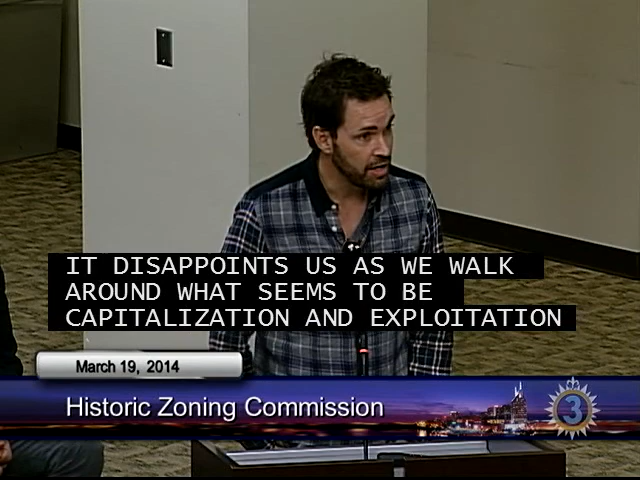 IT DISAPPOINTS US AS WE WALK
AROUND WHAT SEEMS TO BE
CAPITALIZATION AND EXPLOITATION
March 19, 2014
Historic Zoning Commission
3